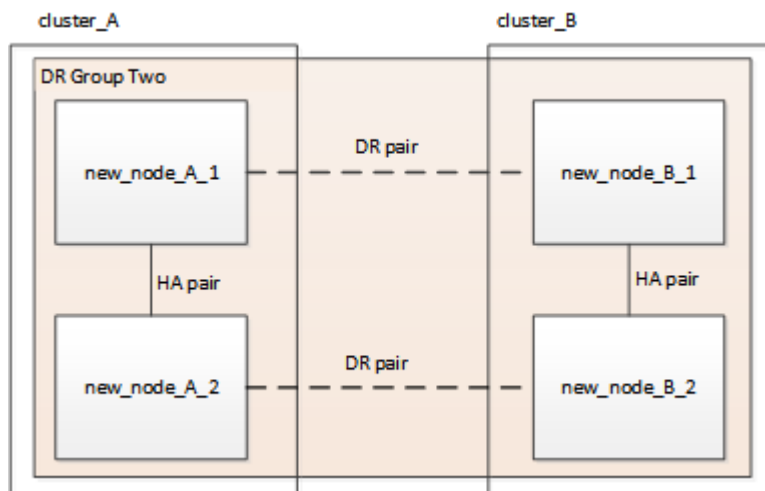 cluster_A
cluster_B
DR Group Two
new_node_A_1
DR pair
new_node_B_1
HA pair
HA pair
new_node_A_2
DR pair
new_node_B_2